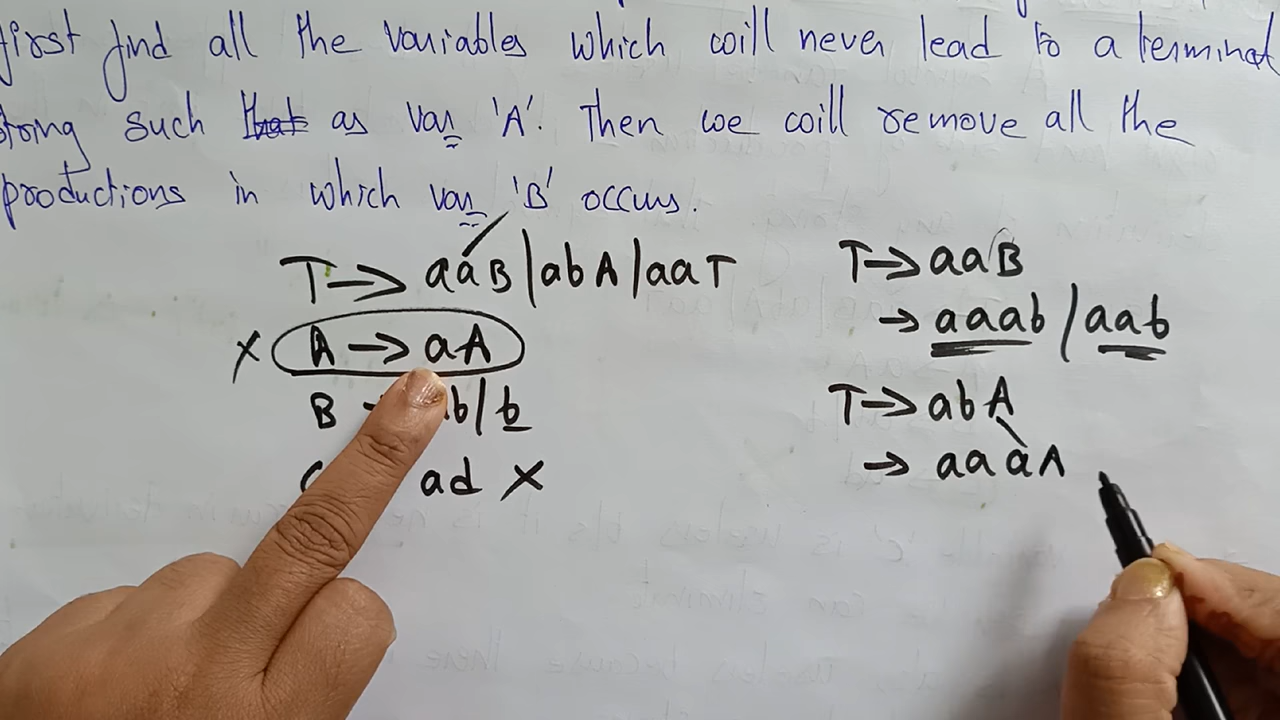 first find all the variables which will never lead to a terminal
string such that as var 'A'. Then we will remove all the
productions in which var 'B' occurs.
T → aaB | abA | aaT
X A → aA
B ab | b
ad X
T → aaB
→ aaab / aab
T → abA
→ aaaA